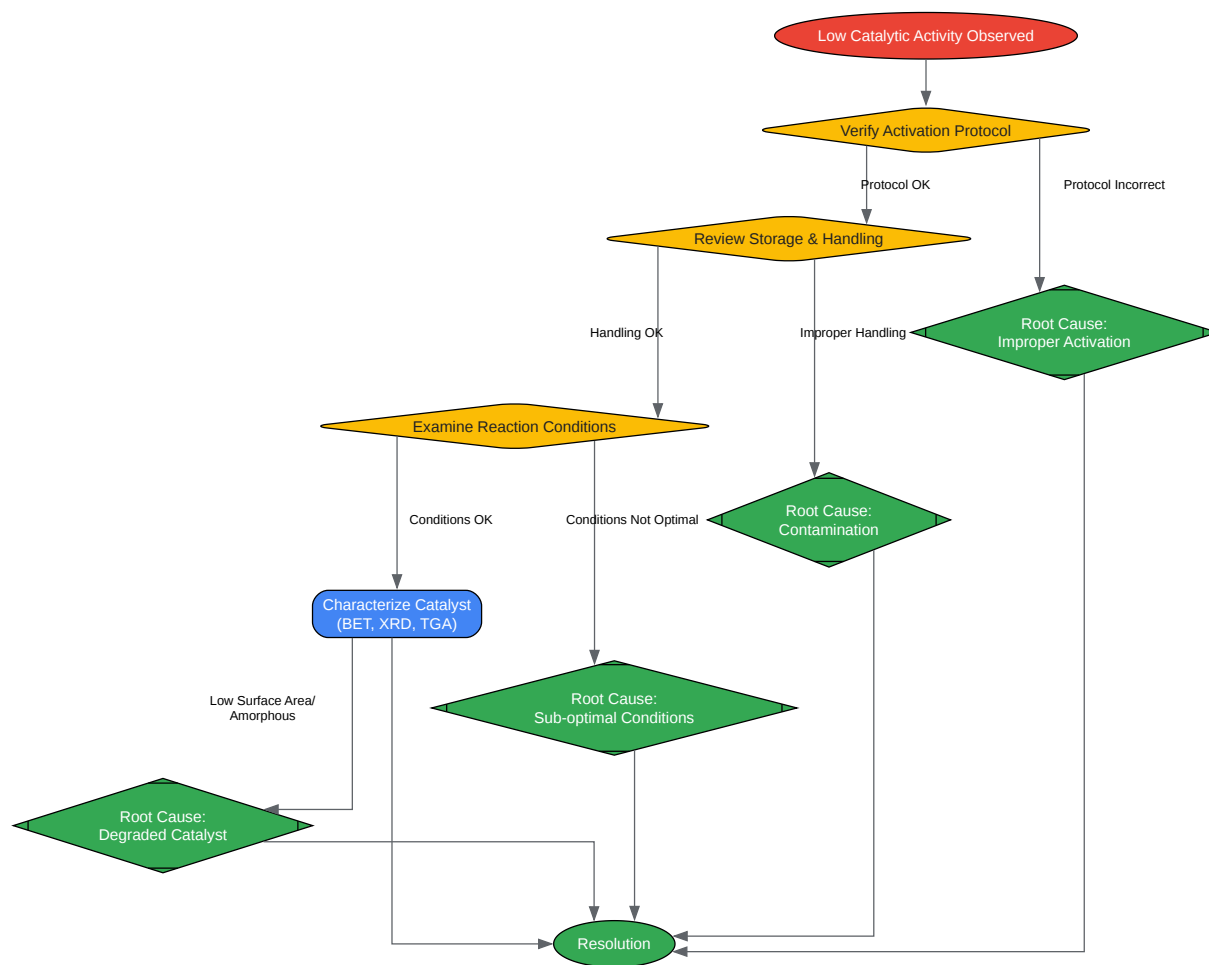 Low Catalytic Activity Observed
Verify Activation Protocol
Protocol OK
Protocol Incorrect
Review Storage & Handling
Root Cause:
Improper Activation
Handling OK
Improper Handling
Examine Reaction Conditions
Root Cause:
Contamination
Conditions OK
Conditions Not Optimal
Characterize Catalyst
(BET, XRD, TGA)
Low Surface Area/
Amorphous
Root Cause:
Sub-optimal Conditions
Root Cause:
Degraded Catalyst
Resolution